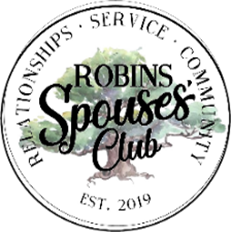 RELATIONSHIPS · SERVICE · COMMUNITY
ROBINS
Spouses'
Club
EST. 2019